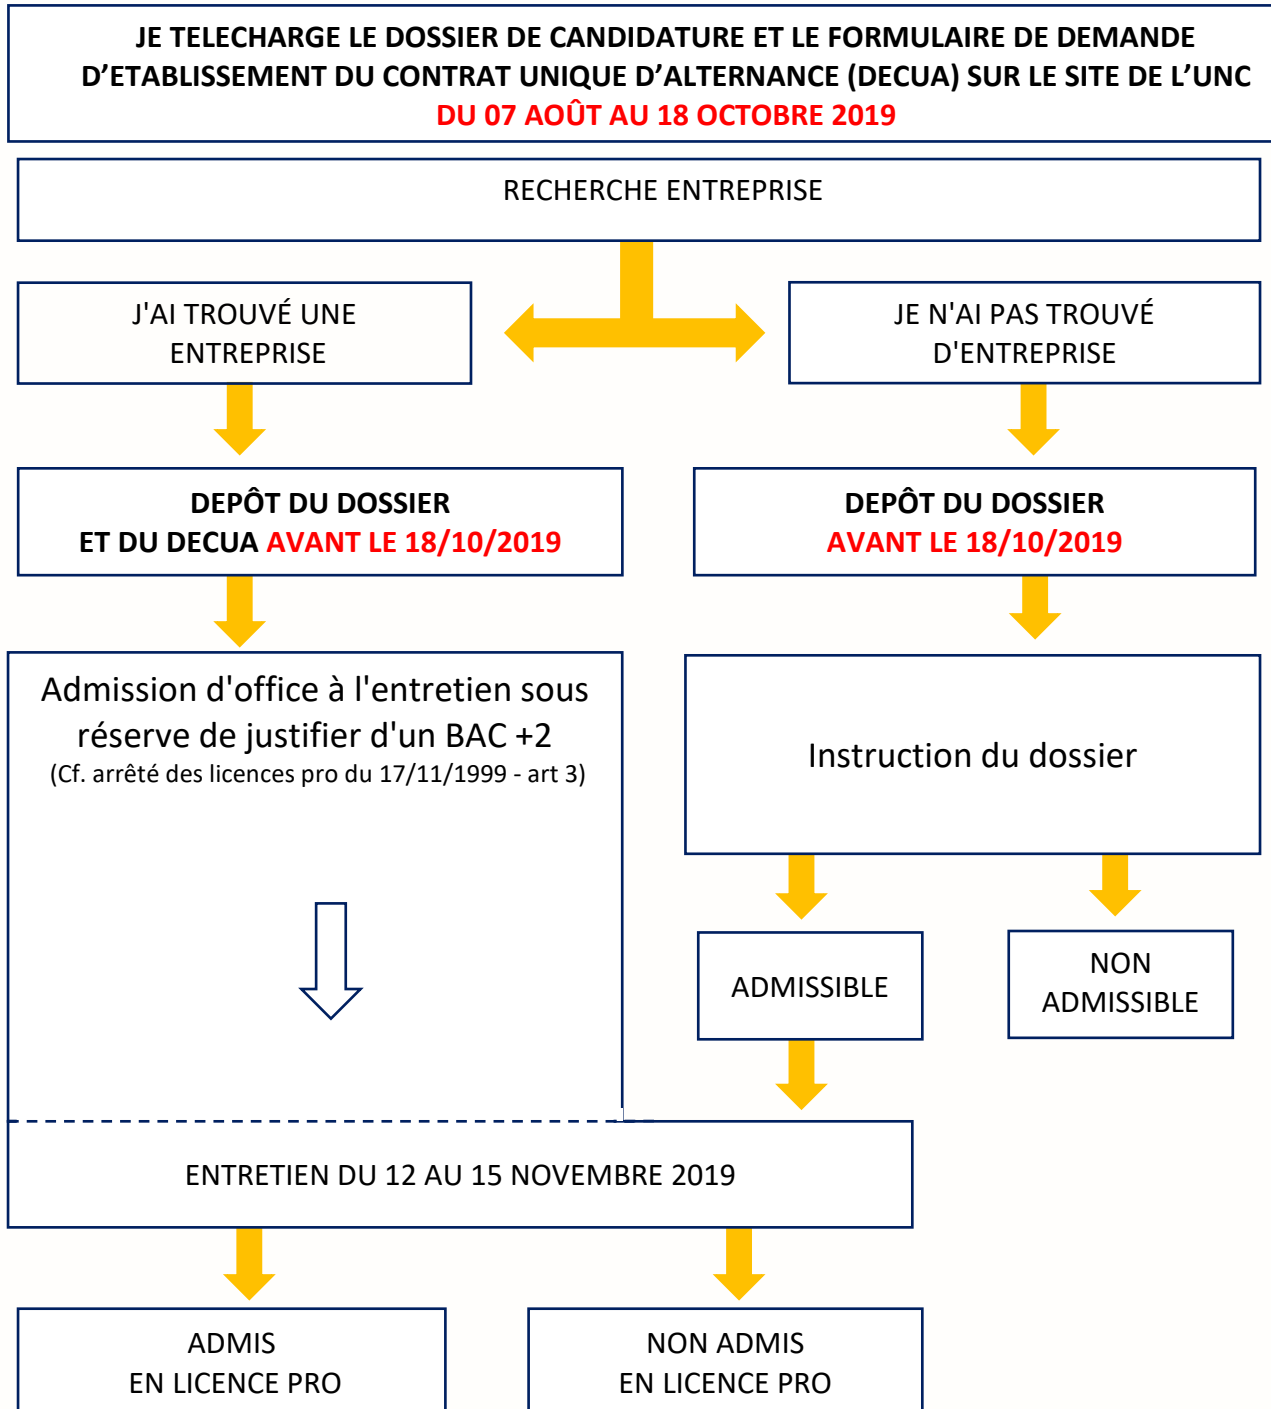 JE TELECHARGE LE DOSSIER DE CANDIDATURE ET LE FORMULAIRE DE DEMANDE
D’ETABLISSEMENT DU CONTRAT UNIQUE D’ALTERNANCE (DECUA) SUR LE SITE DE L’UNC
DU 07 AOÛT AU 18 OCTOBRE 2019
RECHERCHE ENTREPRISE
J'AI TROUVÉ UNE
ENTREPRISE
JE N'AI PAS TROUVÉ
D'ENTREPRISE
DEPÔT DU DOSSIER
ET DU DECUA AVANT LE 18/10/2019
DEPÔT DU DOSSIER
AVANT LE 18/10/2019
Admission d'office à l'entretien sous
réserve de justifier d'un BAC +2
(Cf. arrêté des licences pro du 17/11/1999 - art 3)
Instruction du dossier
ADMISSIBLE
NON
ADMISSIBLE
ENTRETIEN DU 12 AU 15 NOVEMBRE 2019
ADMIS
EN LICENCE PRO
NON ADMIS
EN LICENCE PRO